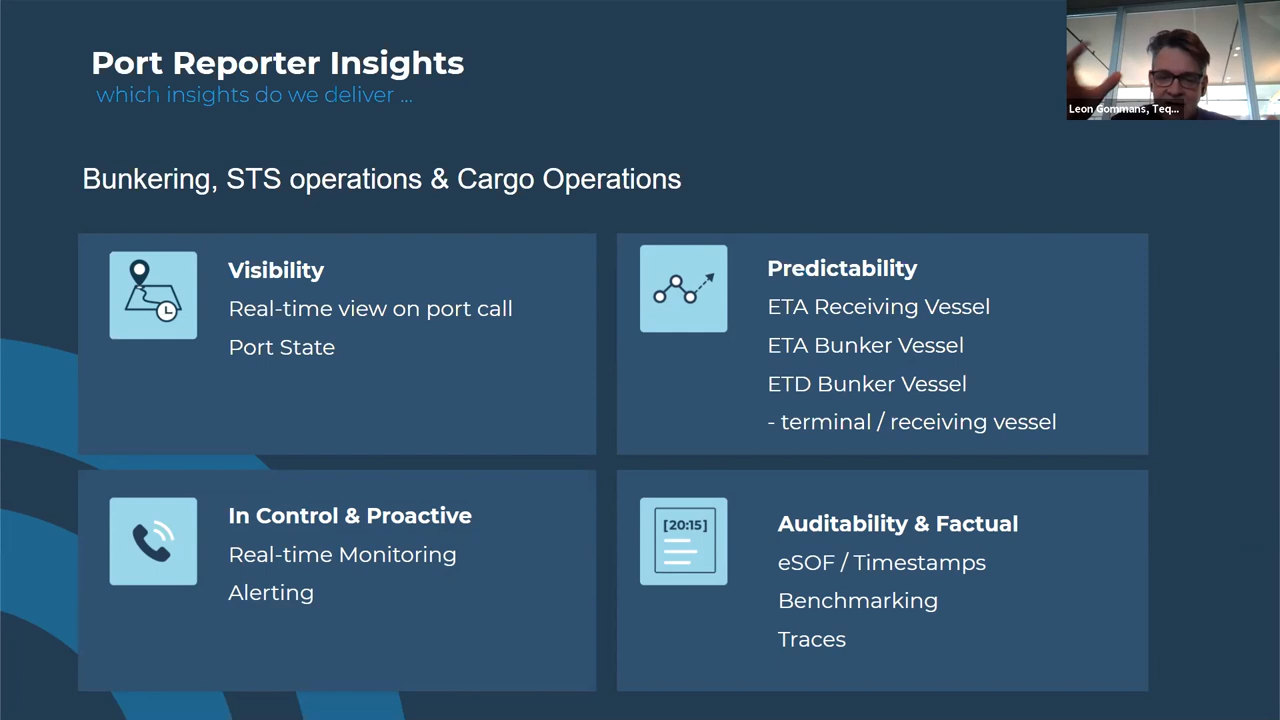 Port Reporter Insights
which insights do we deliver ...
Leon Gommans, Teq...
Bunkering, STS operations & Cargo Operations
Visibility
Real-time view on port call
Port State
Predictability
ETA Receiving Vessel
ETA Bunker Vessel
ETD Bunker Vessel
- terminal / receiving vessel
In Control & Proactive
Real-time Monitoring
Alerting
[20:15]
Auditability & Factual
eSOF / Timestamps
Benchmarking
Traces